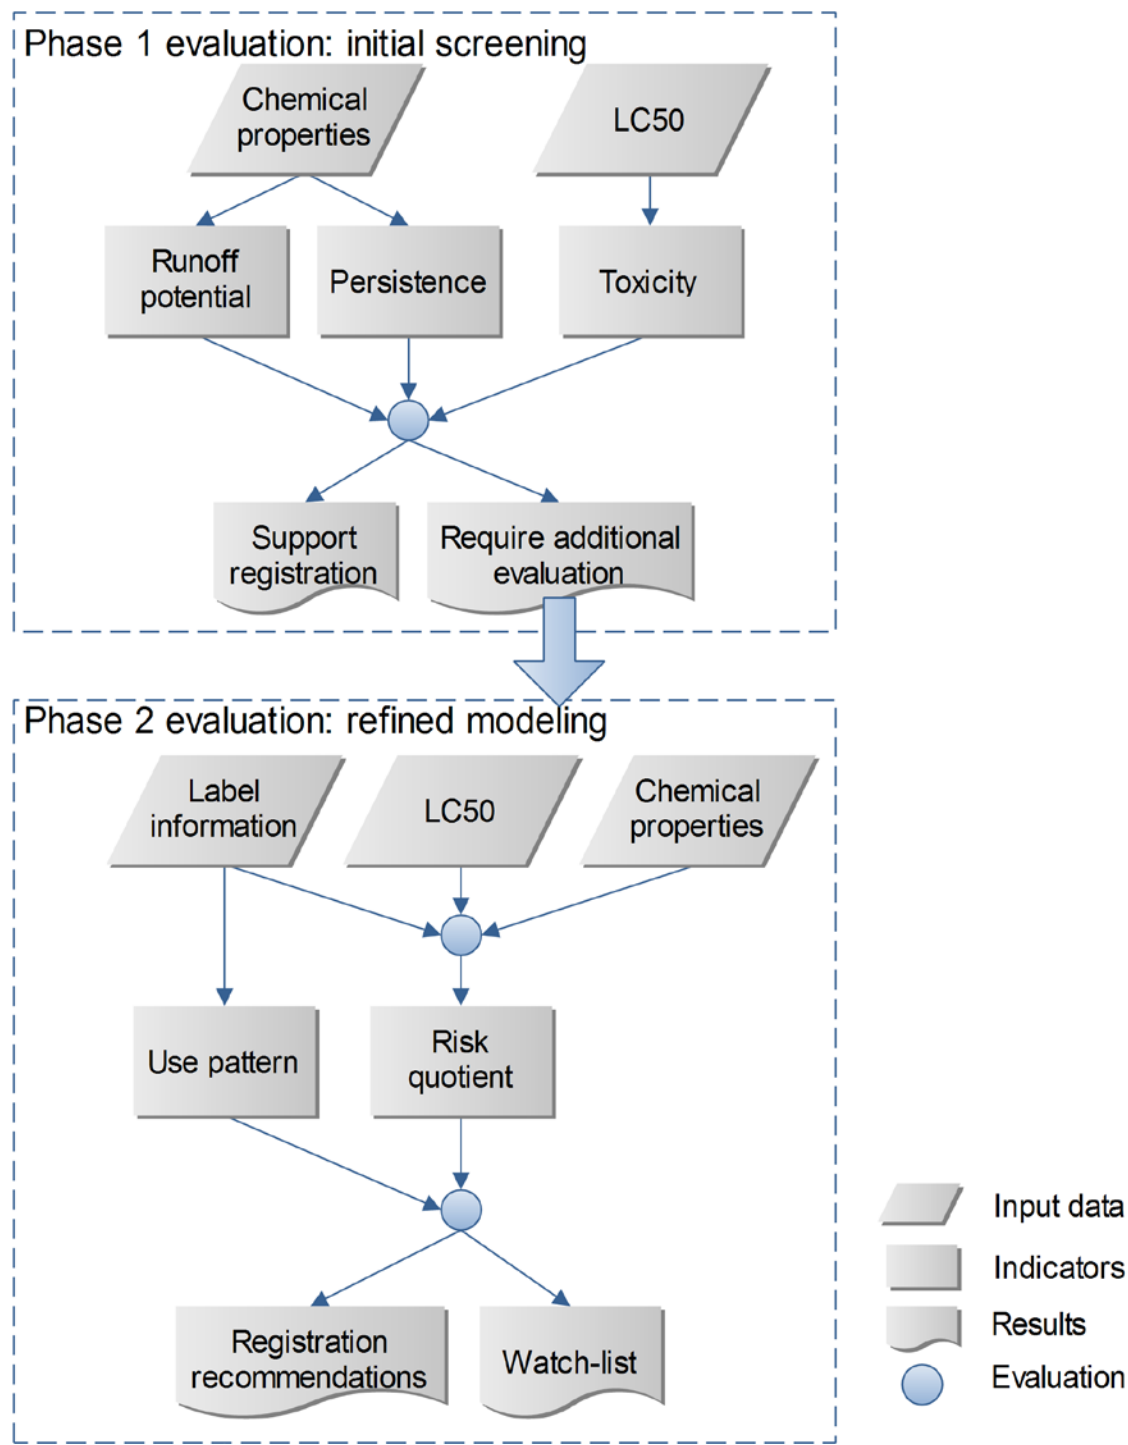 Phase 1 evaluation: initial screening
Chemical
properties
LC50
Runoff
potential
Persistence
Toxicity
Support
registration
Require additional
evaluation
Phase 2 evaluation: refined modeling
Label
information
LC50
Chemical
properties
Use pattern
Risk
quotient
Registration
recommendations
Watch-list
Input data
Indicators
Results
Evaluation